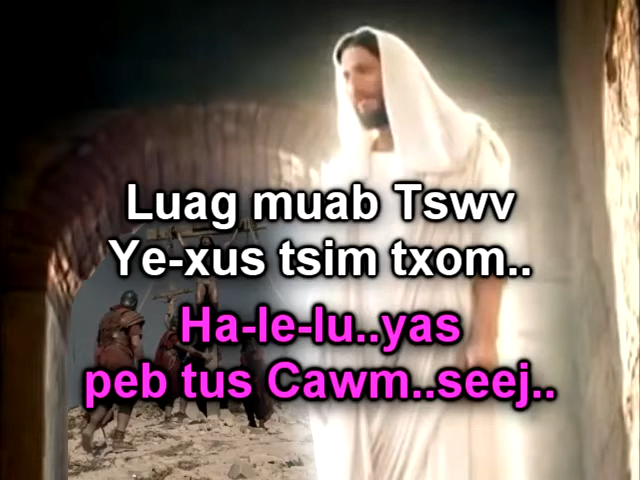 Luag muab Tswv
Ye-xus tsim txom..
Ha-le-lu..yas
peb tus Cawm..seej..